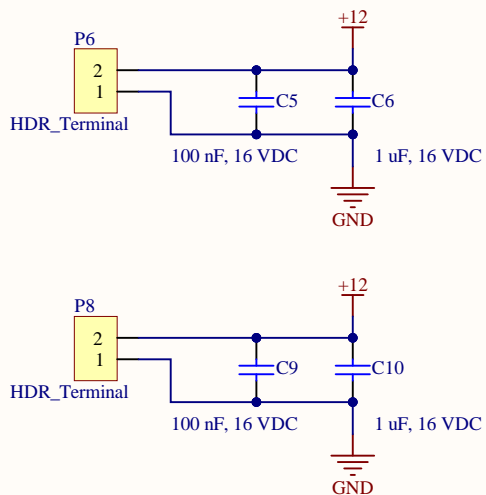 +12
P6
2
1
C5
C6
HDR_Terminal
100 nF, 16 VDC
1 uF, 16 VDC
GND
+12
P8
2
1
C9
C10
HDR_Terminal
100 nF, 16 VDC
1 uF, 16 VDC
GND